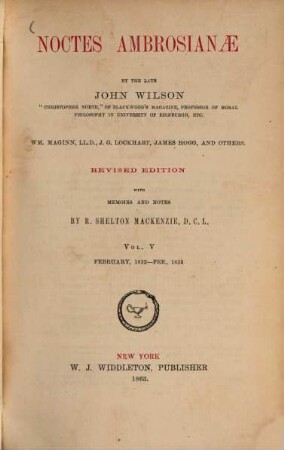 NOCTES AMBROSIANÆ
BY THE LATE
JOHN WILSON
"CHRISTOPHER NORTH," OF BLACKWOOD'S MAGAZINE, PROFESSOR OF MORAL
PHILOSOPHY IN UNIVERSITY OF EDINBURGH, ETC.
WM. MAGINN, LL.D., J. G. LOCKHART, JAMES HOGG, AND OTHERS.
REVISED EDITION
WITH
MEMOIRS AND NOTES
BY R. SHELTON MACKENZIE, D. C. L.
VOL. V
FEBRUARY, 1832—FEB., 1835
NEW YORK
W. J. WIDDLETON, PUBLISHER
1863.